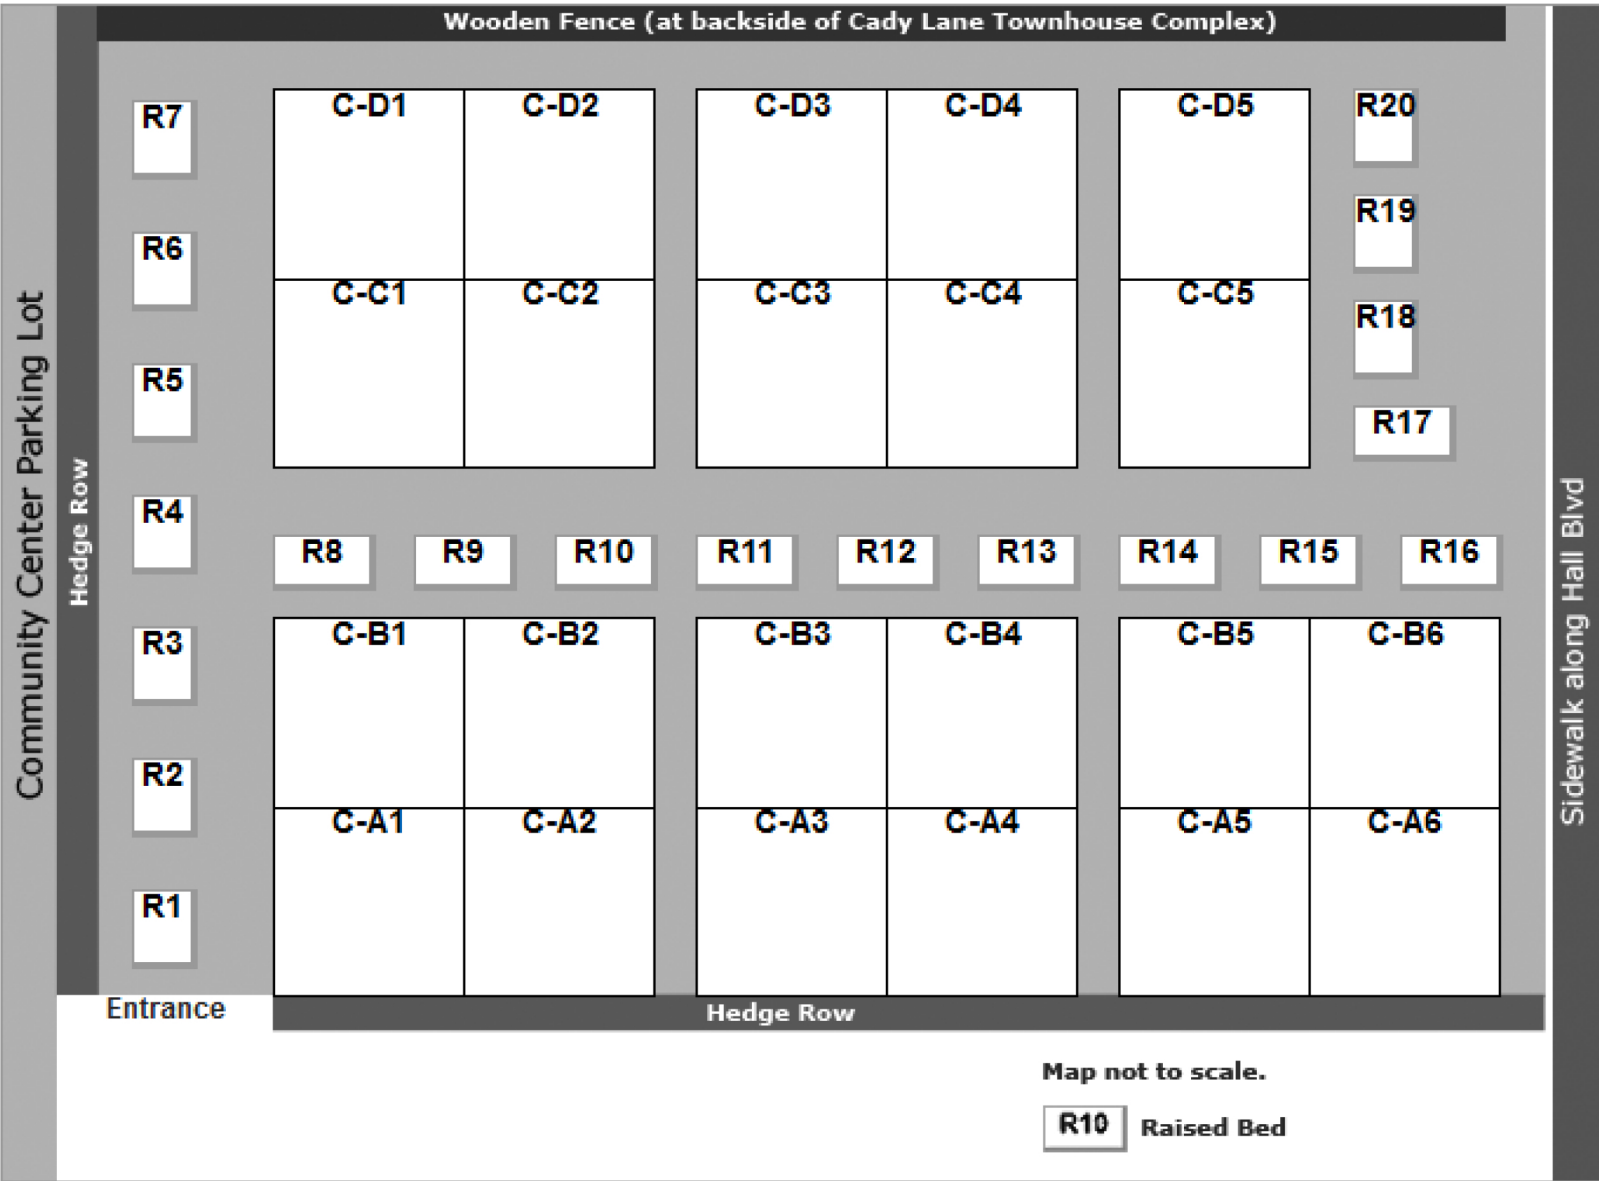 Wooden Fence (at backside of Cady Lane Townhouse Complex)
Community Center Parking Lot
Hedge Row
Sidewalk along Hall Blvd
R7
C-D1
C-D2
C-D3
C-D4
C-D5
R20
R19
R6
C-C1
C-C2
C-C3
C-C4
C-C5
R18
R5
R17
R4
R8
R9
R10
R11
R12
R13
R14
R15
R16
R3
C-B1
C-B2
C-B3
C-B4
C-B5
C-B6
R2
C-A1
C-A2
C-A3
C-A4
C-A5
C-A6
R1
Entrance
Hedge Row
Map not to scale.
R10
Raised Bed